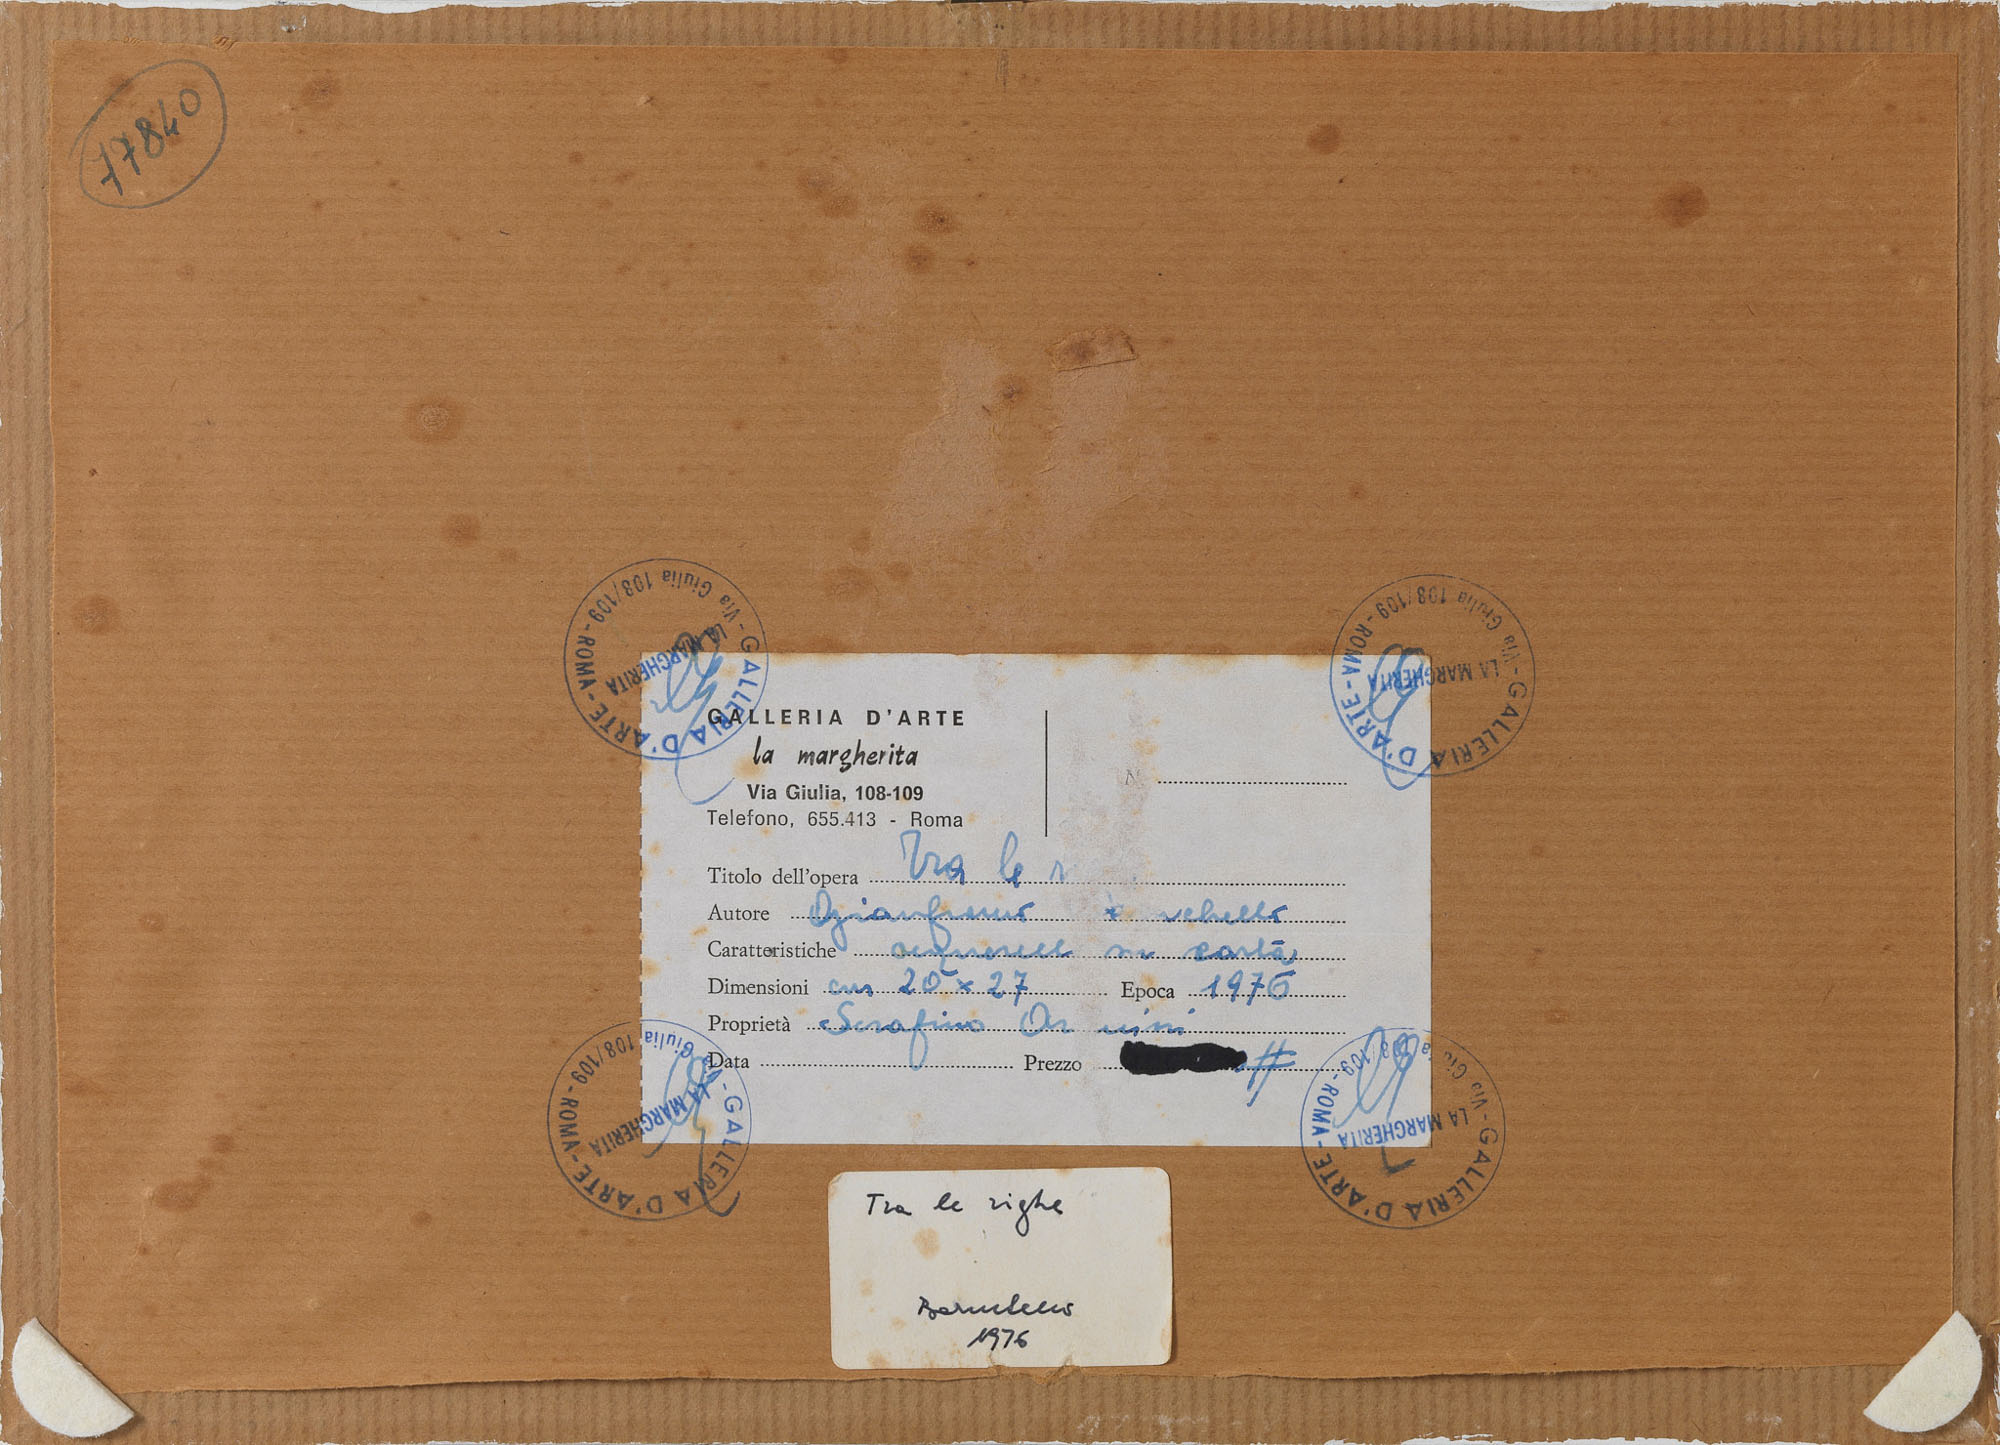 17840
GALLERIA D'ARTE
la margherita
Via Giulia, 108-109
Telefono, 655.413 - Roma
N.
Titolo dell'opera Tra le r
Autore Gianfranco
Caratteristiche su carta
Dimensioni cm 20 x 27 Epoca 1976
Proprietà Serafino
Data Prezzo #
GALLERIA D'ARTE - ROMA - Via Giulia 108/109 -
LA MARGHERITA
GALLERIA D'ARTE - ROMA - Via Giulia 108/109 -
LA MARGHERITA
GALLERIA D'ARTE - ROMA - Via Giulia 108/109 -
LA MARGHERITA
GALLERIA D'ARTE - ROMA - Via Giulia 108/109 -
LA MARGHERITA
Tra le righe
1976